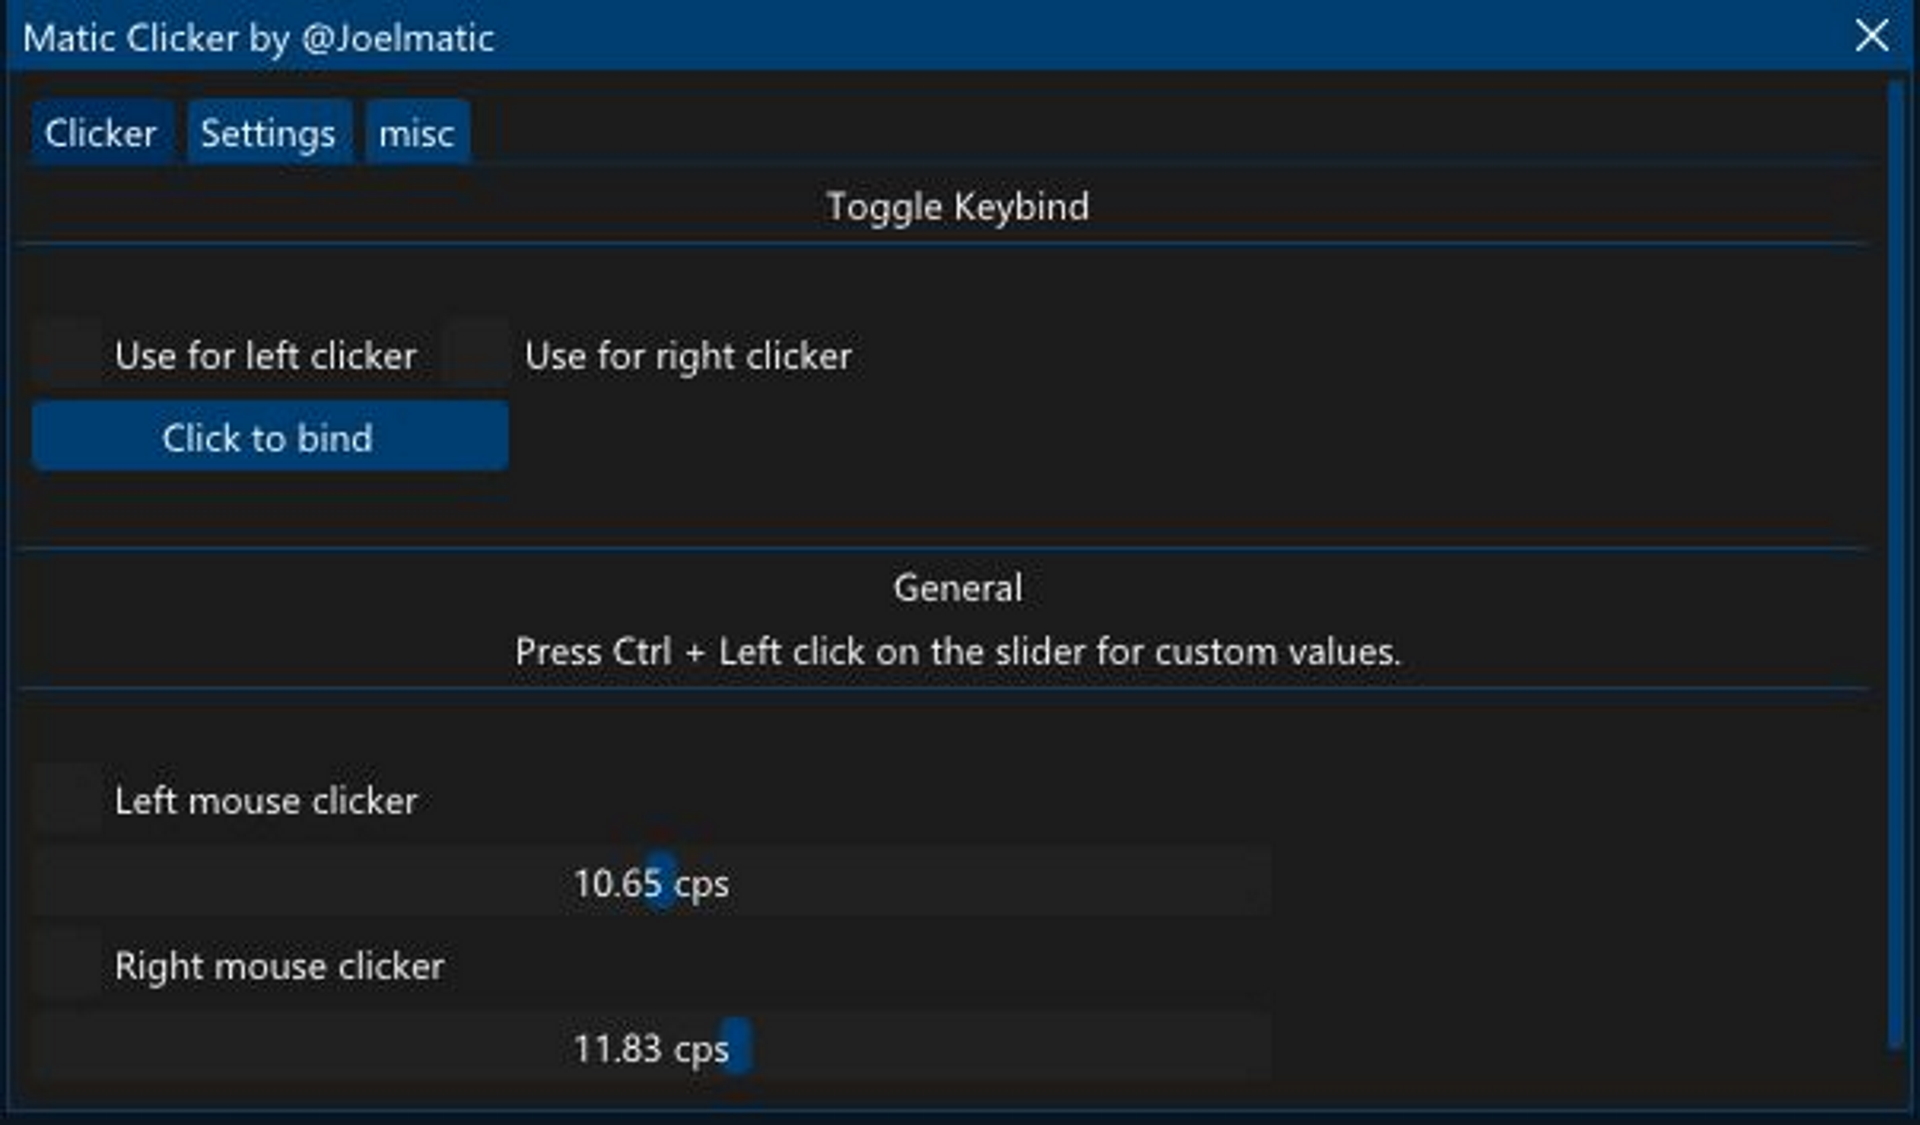 Matic Clicker by @Joelmatic
Clicker Settings misc
Toggle Keybind
Use for left clicker Use for right clicker
Click to bind
General
Press Ctrl + Left click on the slider for custom values.
Left mouse clicker
10.65 cps
Right mouse clicker
11.83 cps